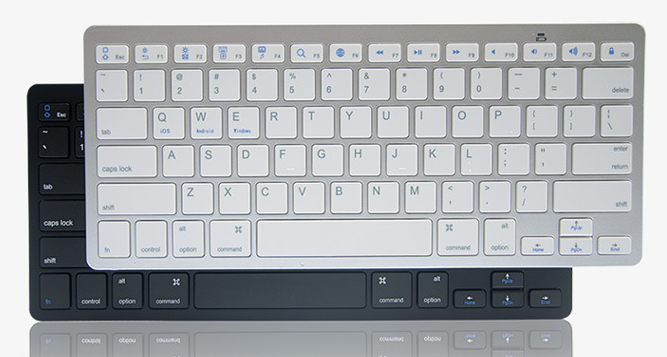 Esc F1 F2 F3 F4 F5 F6 F7 F8 F9 F10 F11 F12 Del
~ ` ! 1 @ 2 # 3 $ 4 % 5 ^ 6 & 7 * 8 ( 9 ) 0 — - + = delete
tab Q iOS W Android E Windows R T Y U I O P { [ } ] | \
caps lock A S D F G H J K L : ; " ' enter return
shift Z X C V B N M < , > . ? / shift
fn control alt option ⌘ command ⌘ command alt option Home PgUp PgDn End
Esc
~ ! 1
tab
caps lock
shift
fn control alt option ⌘ command ⌘ command alt option Home PgUp PgDn End